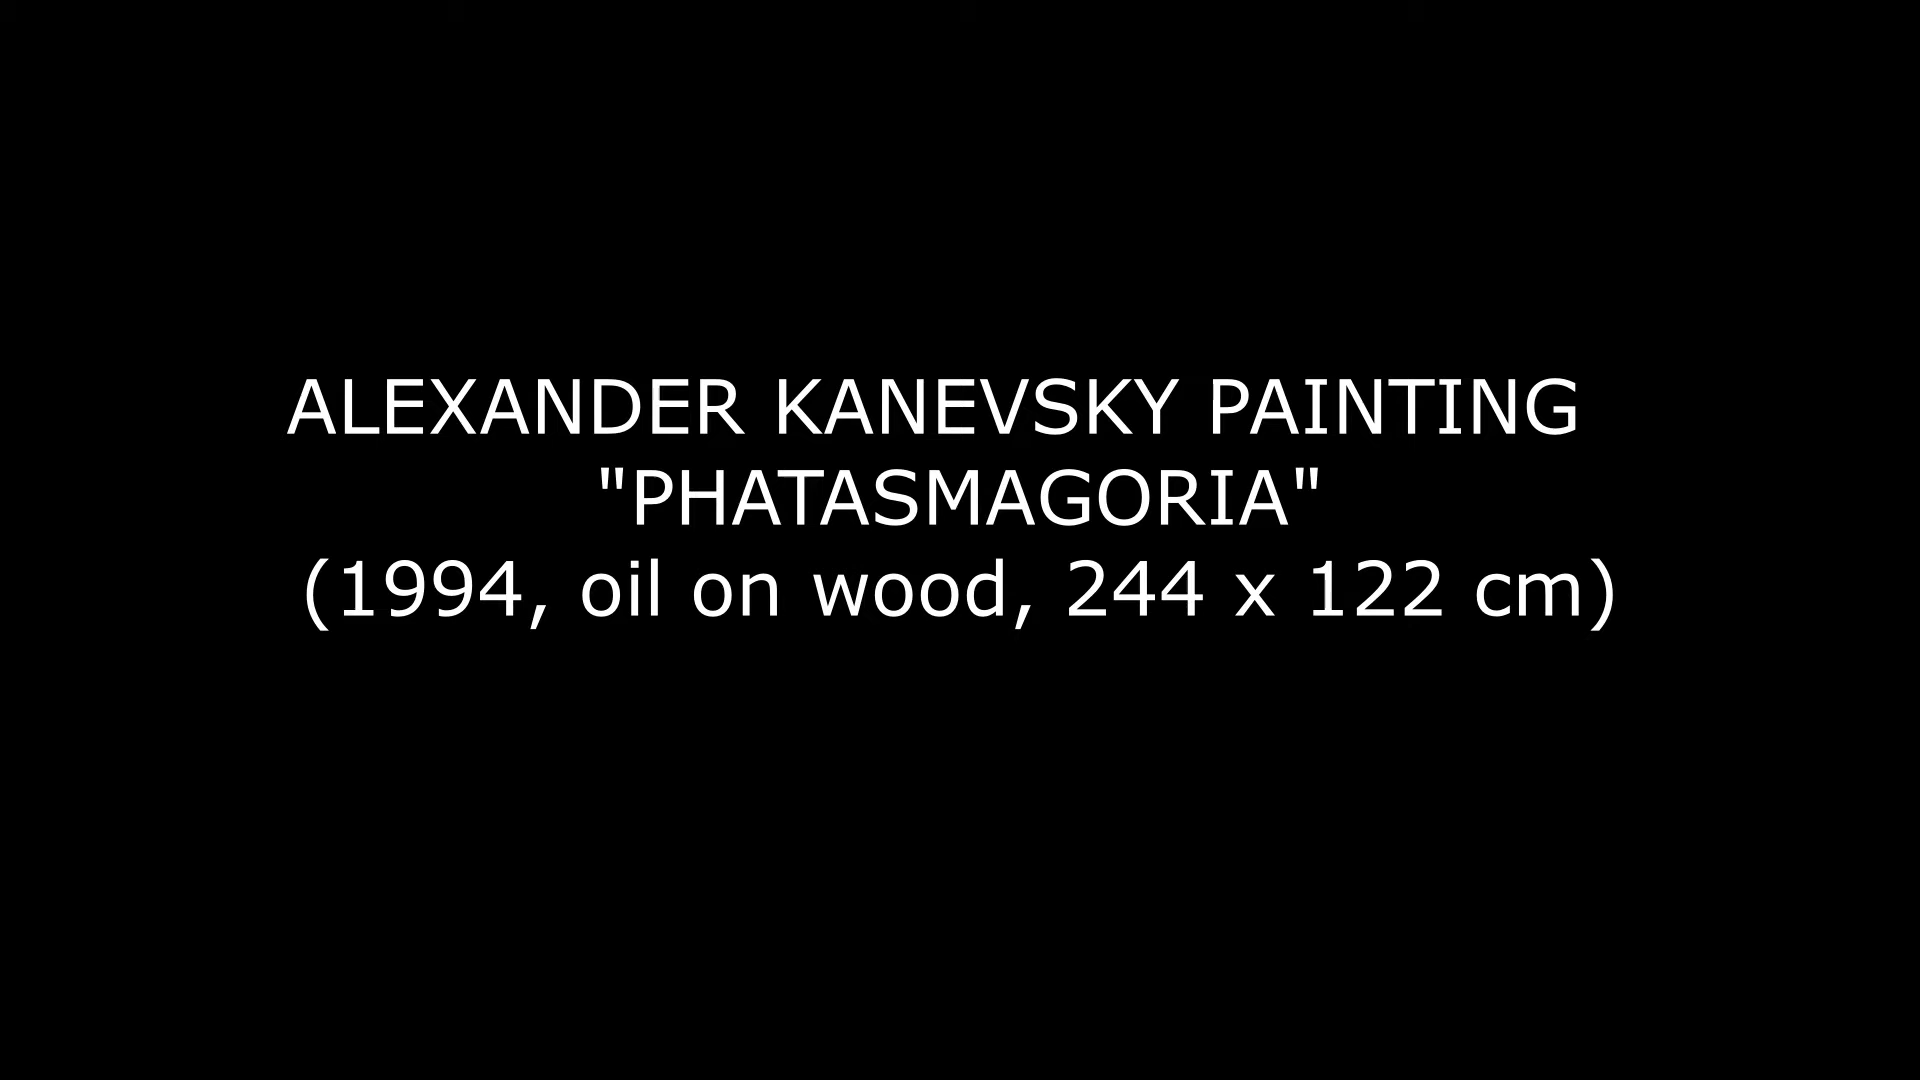 ALEXANDER KANEVSKY PAINTING
"PHATASMAGORIA"
(1994, oil on wood, 244 x 122 cm)